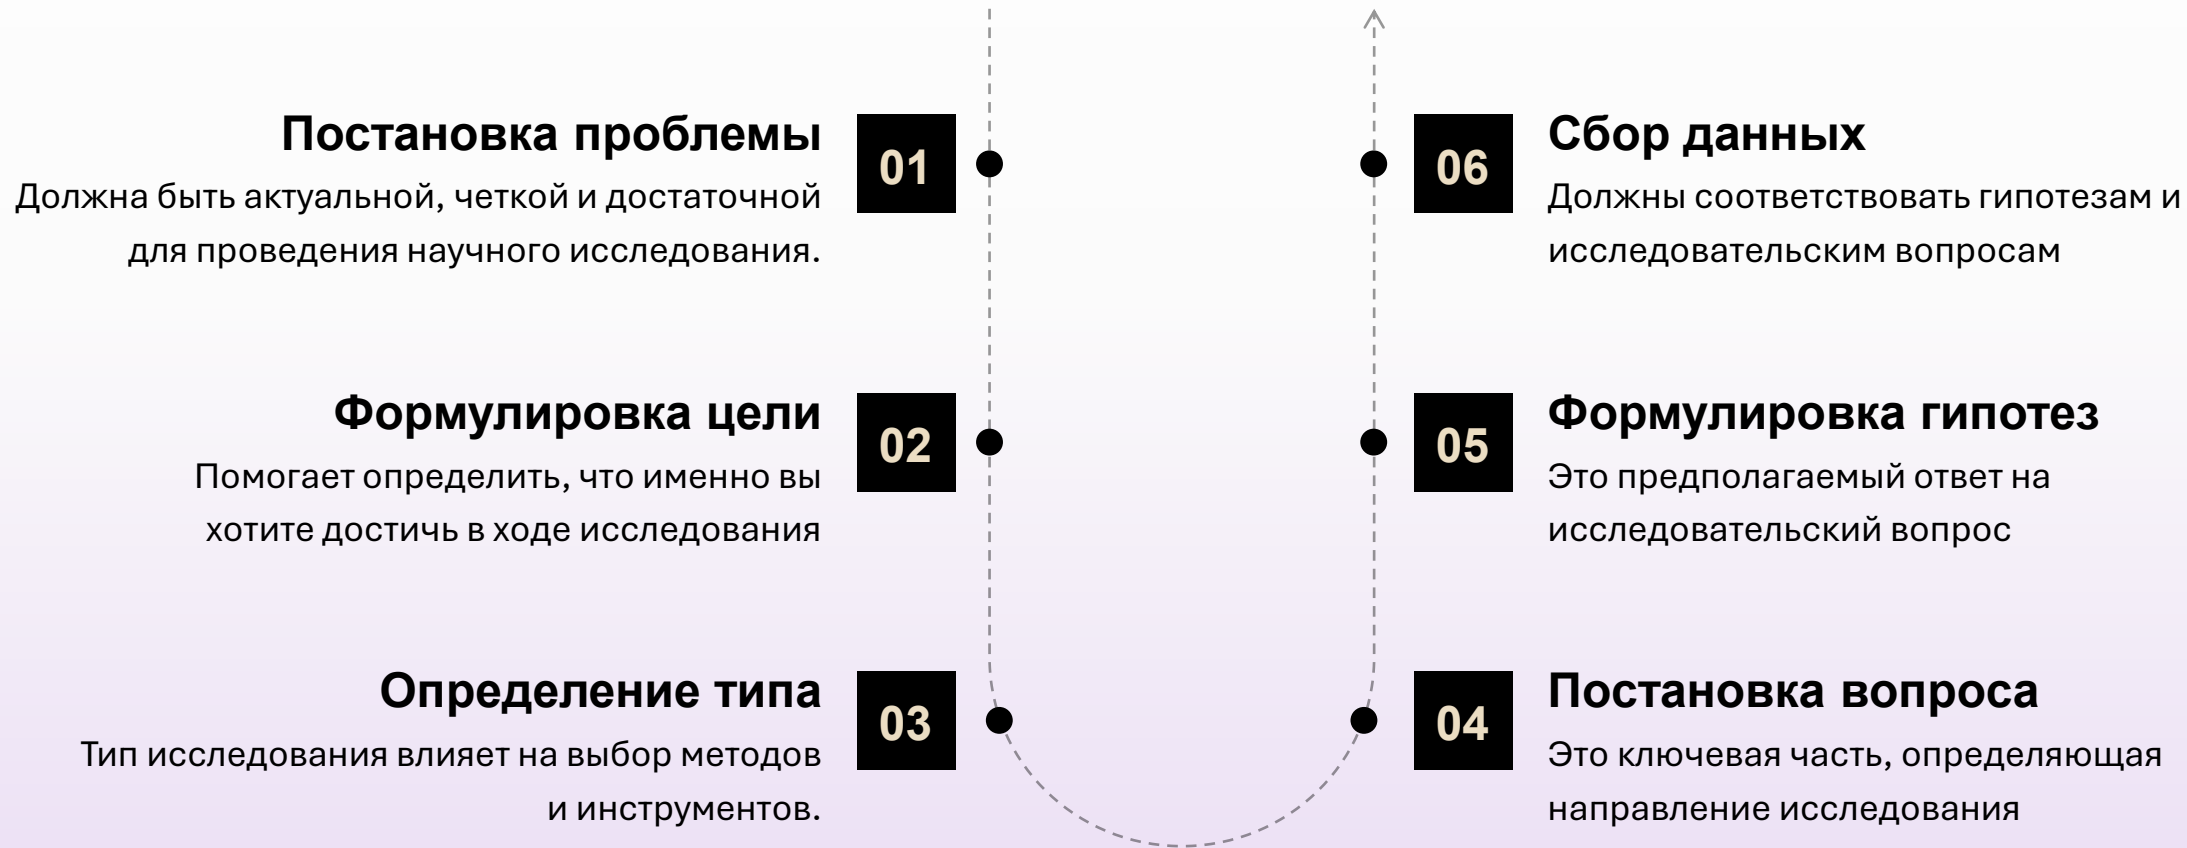 Постановка проблемы
Должна быть актуальной, четкой и достаточной
для проведения научного исследования.
01
Формулировка цели
Помогает определить, что именно вы
хотите достичь в ходе исследования
02
Определение типа
Тип исследования влияет на выбор методов
и инструментов.
03
04
Постановка вопроса
Это ключевая часть, определяющая
направление исследования
05
Формулировка гипотез
Это предполагаемый ответ на
исследовательский вопрос
06
Сбор данных
Должны соответствовать гипотезам и
исследовательским вопросам